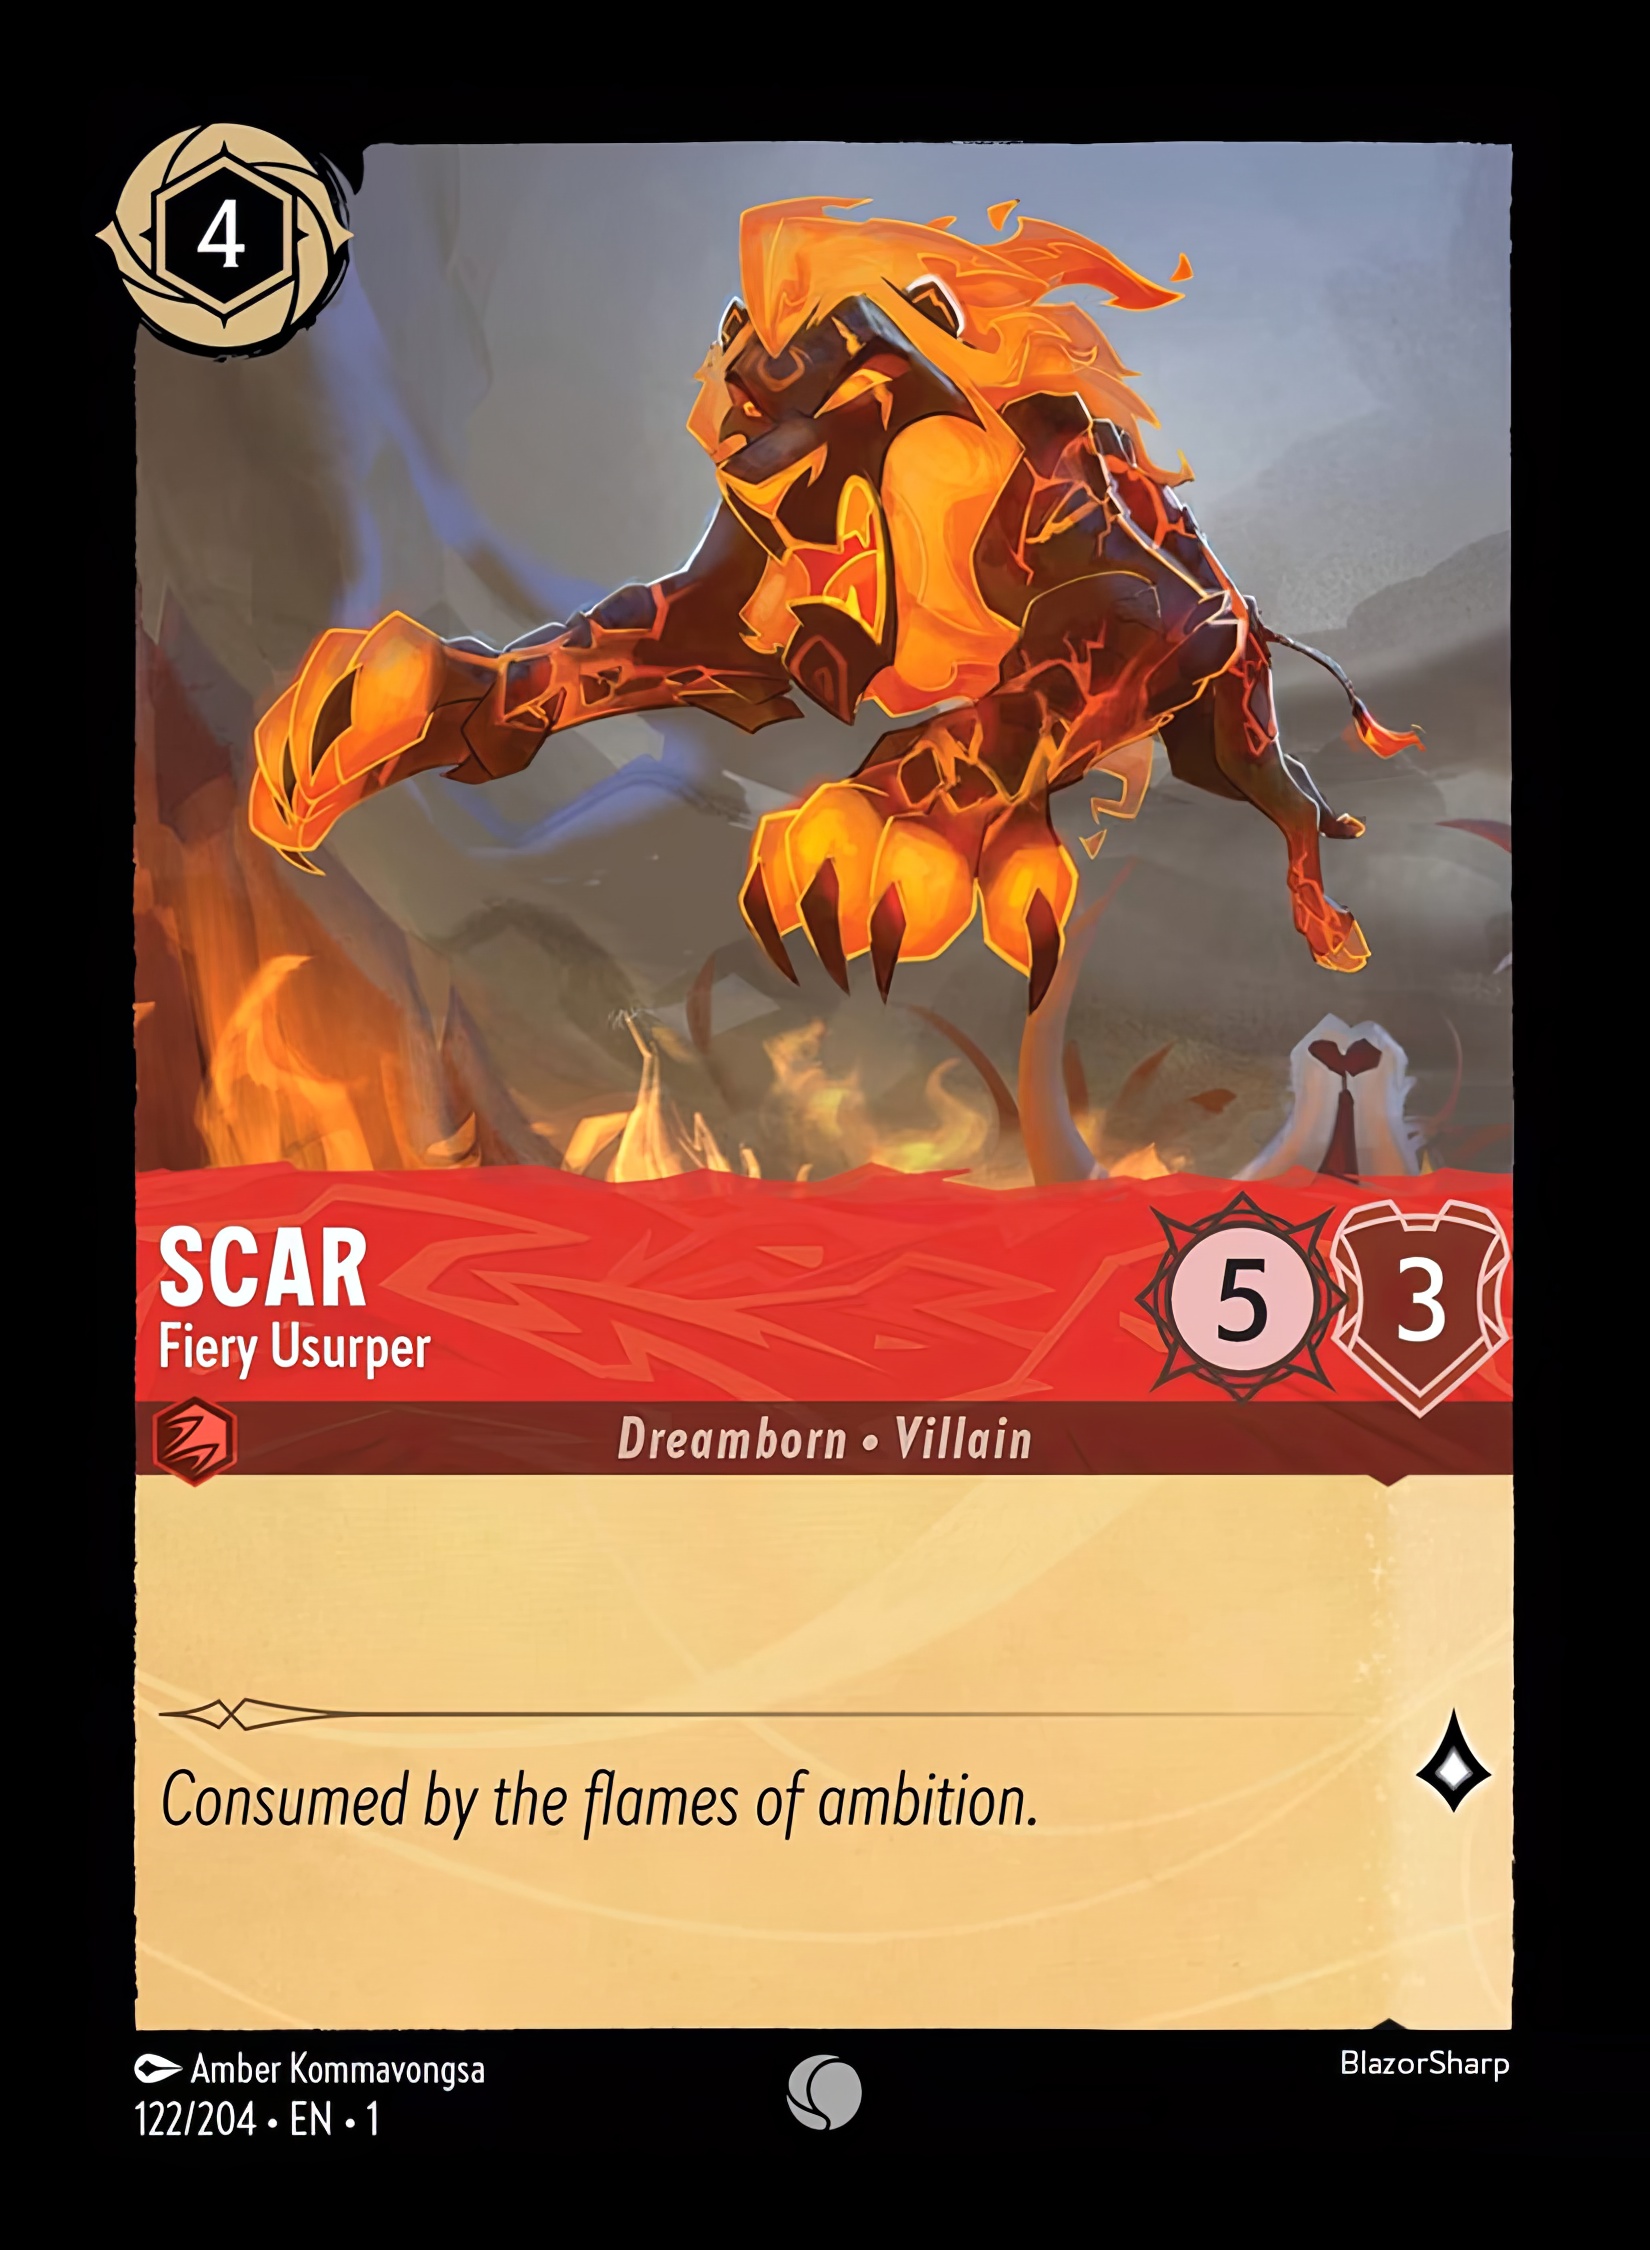 4
SCAR
Fiery Usurper
5
3
Dreamborn • Villain
Consumed by the flames of ambition.
Amber Kommavongsa
BlazorSharp
122/204 • EN • 1